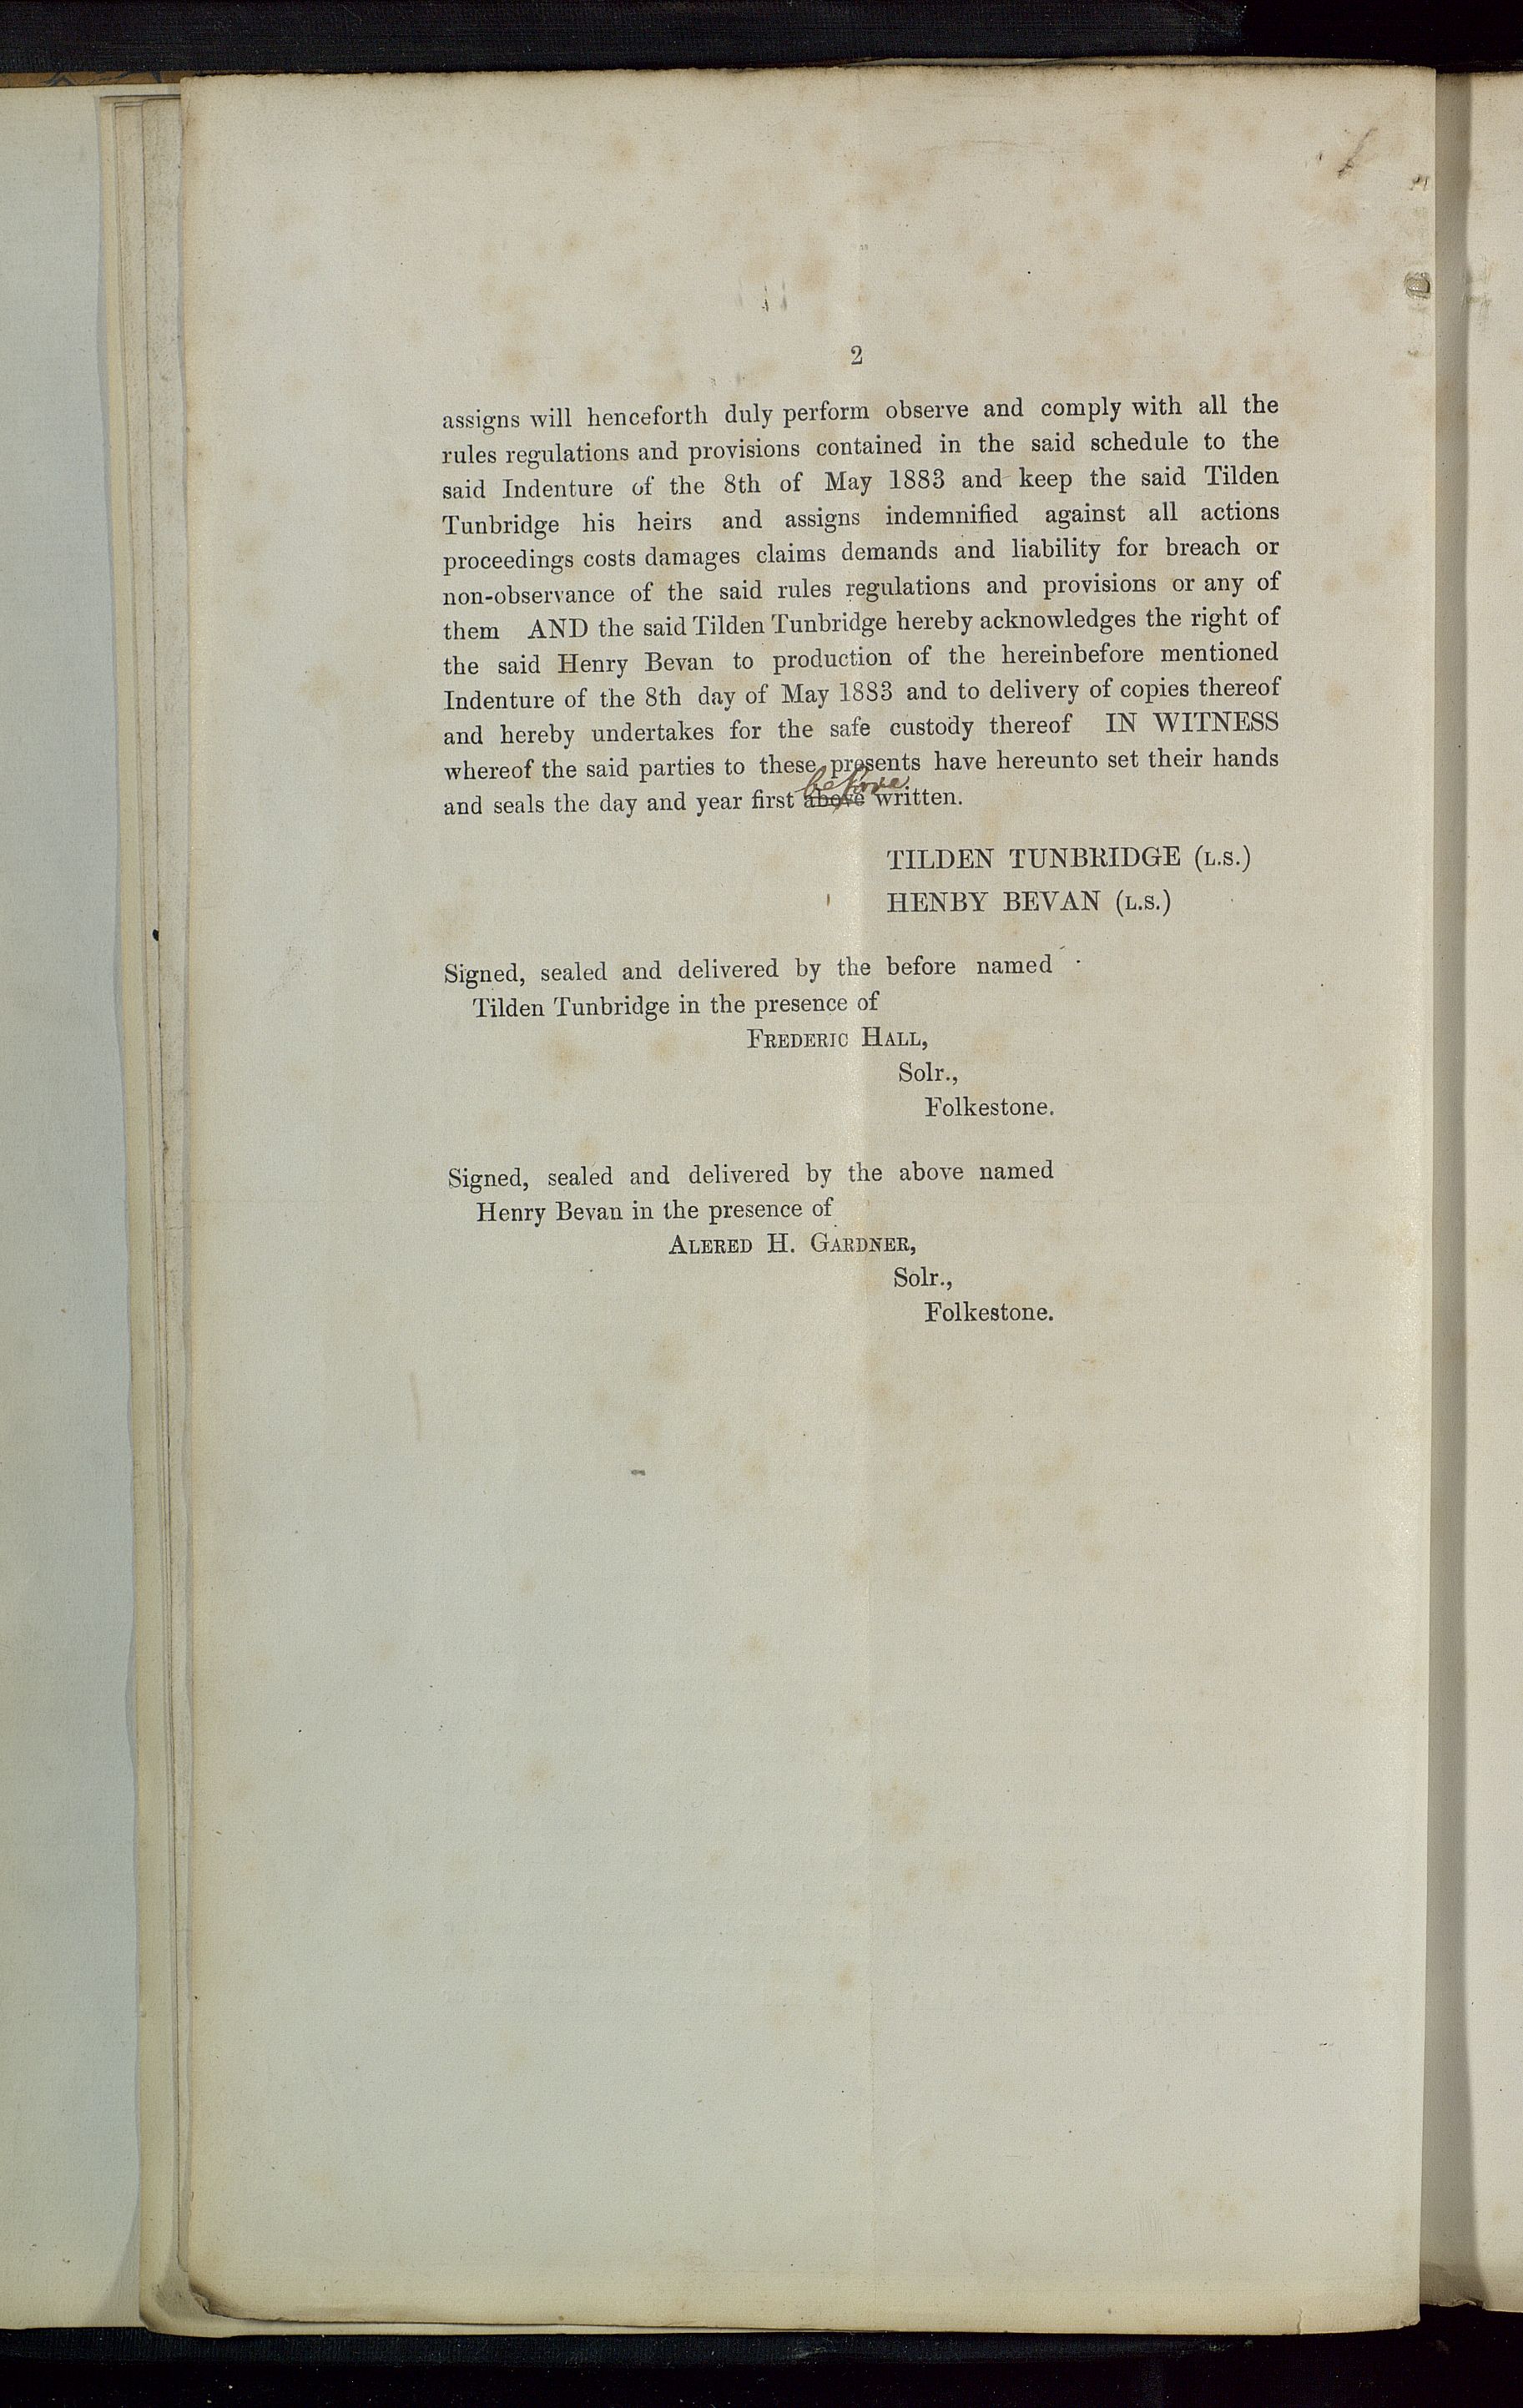 2
assigns will henceforth duly perform observe and comply with all the
rules regulations and provisions contained in the said schedule to the
said Indenture of the 8th of May 1883 and keep the said Tilden
Tunbridge his heirs and assigns indemnified against all actions
proceedings costs damages claims demands and liability for breach or
non-observance of the said rules regulations and provisions or any of
them AND the said Tilden Tunbridge hereby acknowledges the right of
the said Henry Bevan to production of the hereinbefore mentioned
Indenture of the 8th day of May 1883 and to delivery of copies thereof
and hereby undertakes for the safe custody thereof IN WITNESS
whereof the said parties to these presents have hereunto set their hands
before
and seals the day and year first above written.
TILDEN TUNBRIDGE (L.S.)
HENBY BEVAN (L.S.)
Signed, sealed and delivered by the before named
Tilden Tunbridge in the presence of
FREDERIC HALL,
Solr.,
Folkestone.
Signed, sealed and delivered by the above named
Henry Bevan in the presence of
ALERED H. GARDNER,
Solr.,
Folkestone.